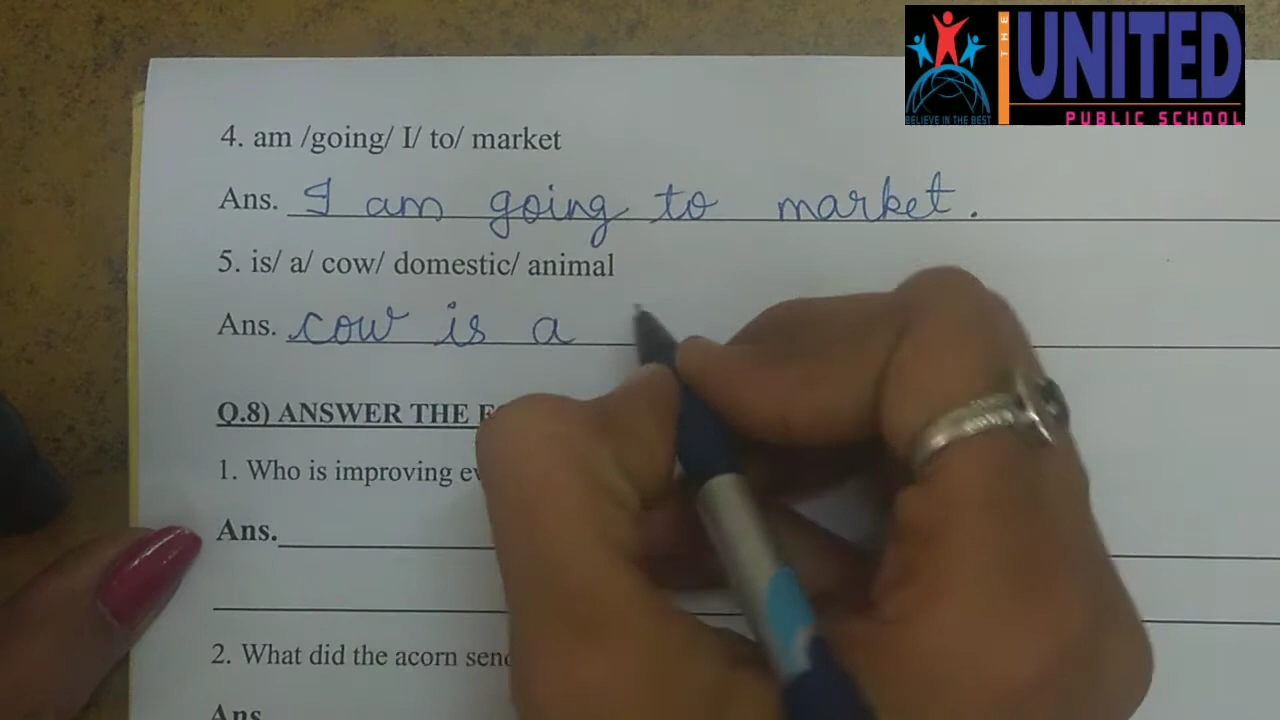 THE UNITED
BELIEVE IN THE BEST
PUBLIC SCHOOL
4. am /going/ I/ to/ market
Ans. I am going to market.
5. is/ a/ cow/ domestic/ animal
Ans. cow is a
Q.8) ANSWER THE
1. Who is improving
Ans.
2. What did the acorn
Ans